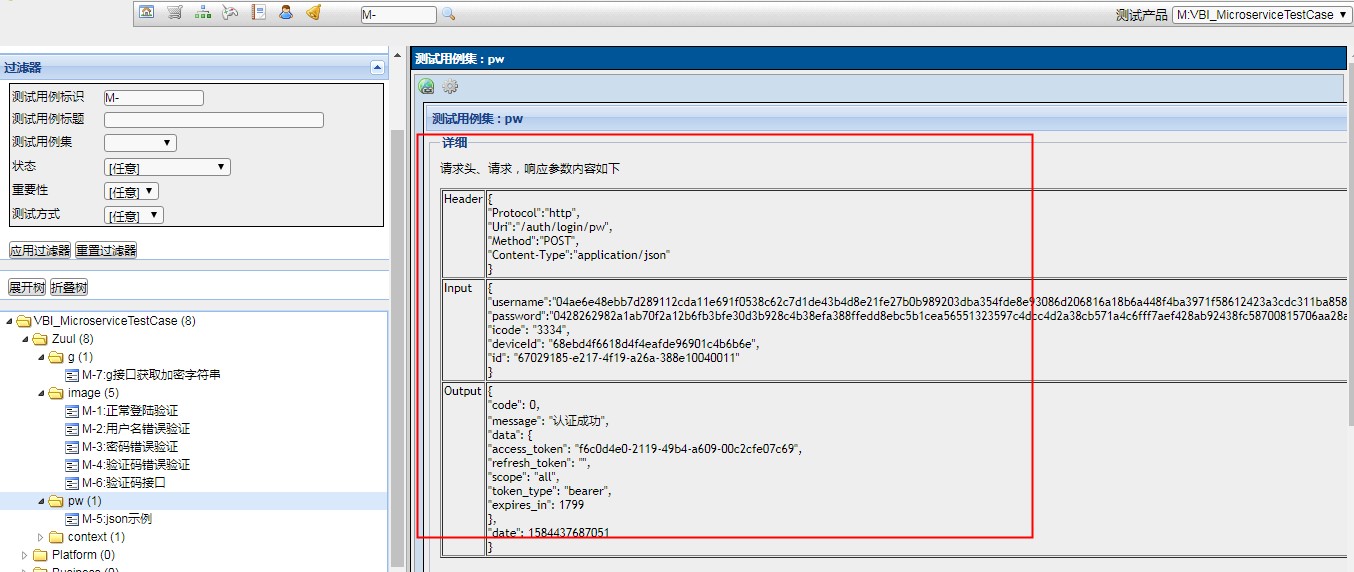 M-
测试产品 M:VBI_MicroserviceTestCase
过滤器
测试用例标识 M-
测试用例标题
测试用例集
状态 [任意]
重要性 [任意]
测试方式 [任意]
应用过滤器 重置过滤器
展开树 折叠树
VBI_MicroserviceTestCase (8)
Zuul (8)
g (1)
M-7:g接口获取加密字符串
image (5)
M-1:正常登陆验证
M-2:用户名错误验证
M-3:密码错误验证
M-4:验证码错误验证
M-6:验证码接口
pw (1)
M-5:json示例
context (1)
Platform (0)
Business (0)
测试用例集 : pw
测试用例集 : pw
详细
请求头、请求，响应参数内容如下
Header {
"Protocol":"http",
"Uri":"/auth/login/pw",
"Method":"POST",
"Content-Type":"application/json"
}
Input {
"username":"04ae6e48ebb7d289112cda11e691f0538c62c7d1de43b4d8e21fe27b0b989203dba354fde8e93086d206816a18b6a448f4ba3971f58612423a3cdc311ba858
"password":"0428262982a1ab70f2a12b6fb3bfe30d3b928c4b38efa388ffedd8ebc5b1cea56551323597c4dcc4d2a38cb571a4c6fff7aef428ab92438fc58700815706aa28a
"icode": "3334",
"deviceId": "68ebd4f6618d4f4eafde96901c4b6b6e",
"id": "67029185-e217-4f19-a26a-388e10040011"
}
Output {
"code": 0,
"message": "认证成功",
"data": {
"access_token": "f6c0d4e0-2119-49b4-a609-00c2cfe07c69",
"refresh_token": "",
"scope": "all",
"token_type": "bearer",
"expires_in": 1799
},
"date": 1584437687051
}